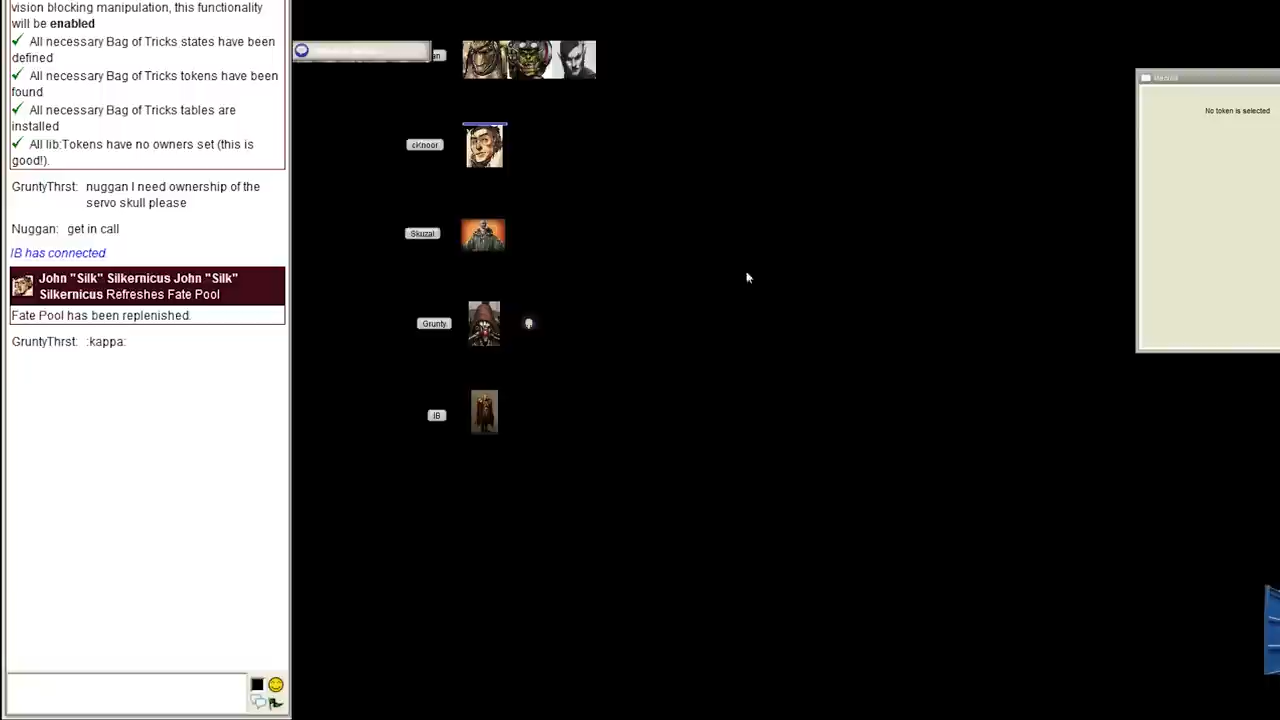 vision blocking manipulation, this functionality
will be enabled
All necessary Bag of Tricks states have been
defined
All necessary Bag of Tricks tokens have been
found
All necessary Bag of Tricks tables are
installed
All lib:Tokens have no owners set (this is
good!).
GruntyThrst: nuggan I need ownership of the
servo skull please
Nuggan: get in call
IB has connected
John "Silk" Silkernicus John "Silk"
Silkernicus Refreshes Fate Pool
Fate Pool has been replenished.
GruntyThrst: :kappa:
an
cKnoor
Skuzal
Grunty
IB
No token is selected